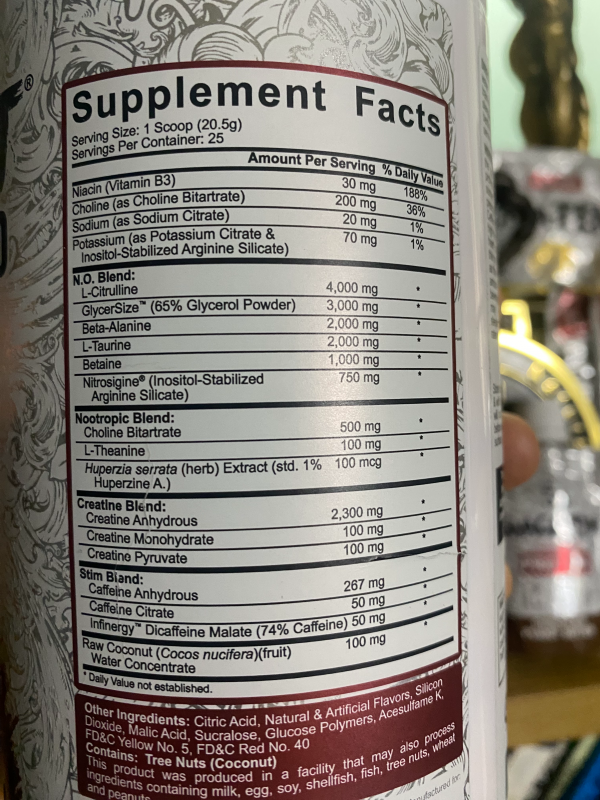 Supplement Facts
Serving Size: 1 Scoop (20.5g)
Servings Per Container: 25
Amount Per Serving % Daily Value
Niacin (Vitamin B3) 30 mg 188%
Choline (as Choline Bitartrate) 200 mg 36%
Sodium (as Sodium Citrate) 20 mg 1%
Potassium (as Potassium Citrate & 70 mg 1%
Inositol-Stabilized Arginine Silicate)
N.O. Blend:
L-Citrulline 4,000 mg *
GlycerSize™ (65% Glycerol Powder) 3,000 mg *
Beta-Alanine 2,000 mg *
L-Taurine 2,000 mg *
Betaine 1,000 mg *
Nitrosigine® (Inositol-Stabilized 750 mg *
Arginine Silicate)
Nootropic Blend:
Choline Bitartrate 500 mg *
L-Theanine 100 mg *
Huperzia serrata (herb) Extract (std. 1% 100 mcg *
Huperzine A.)
Creatine Blend:
Creatine Anhydrous 2,300 mg *
Creatine Monohydrate 100 mg *
Creatine Pyruvate 100 mg *
Stim Bland:
Caffeine Anhydrous 267 mg *
Caffeine Citrate 50 mg *
Infinergy™ Dicaffeine Malate (74% Caffeine) 50 mg *
Raw Coconut (Cocos nucifera)(fruit) 100 mg *
Water Concentrate
* Daily Value not established.
Other Ingredients: Citric Acid, Natural & Artificial Flavors, Silicon
Dioxide, Malic Acid, Sucralose, Glucose Polymers, Acesulfame K,
FD&C Yellow No. 5, FD&C Red No. 40
Contains: Tree Nuts (Coconut)
This product was produced in a facility that may also process
ingredients containing milk, egg, soy, shellfish, fish, tree nuts, wheat
and peanuts